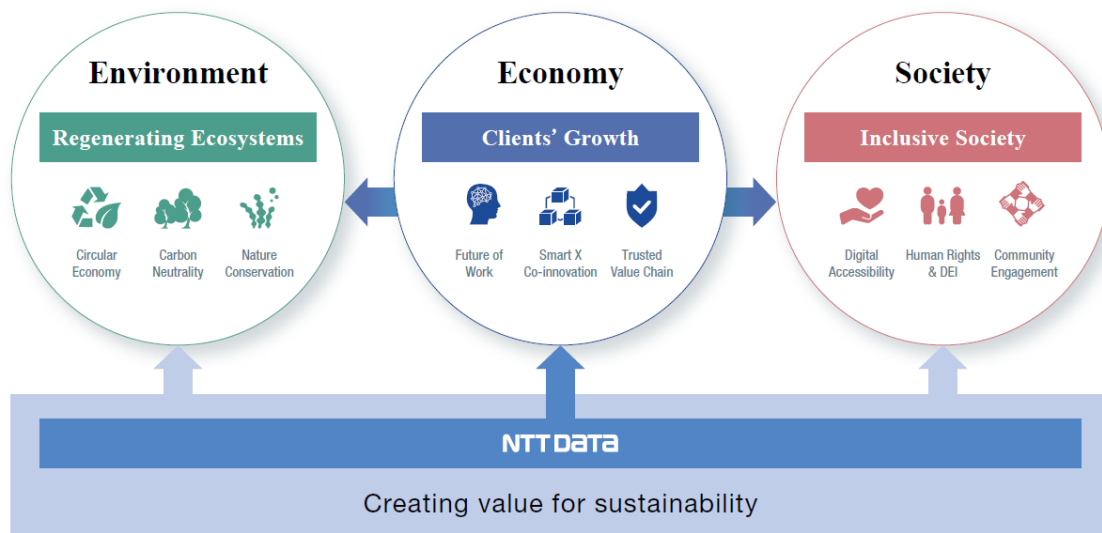 Environment
Regenerating Ecosystems
Circular
Economy
Carbon
Neutrality
Nature
Conservation
Economy
Clients’ Growth
Future of
Work
Smart X
Co-innovation
Trusted
Value Chain
Society
Inclusive Society
Digital
Accessibility
Human Rights
& DEI
Community
Engagement
NTT DATA
Creating value for sustainability